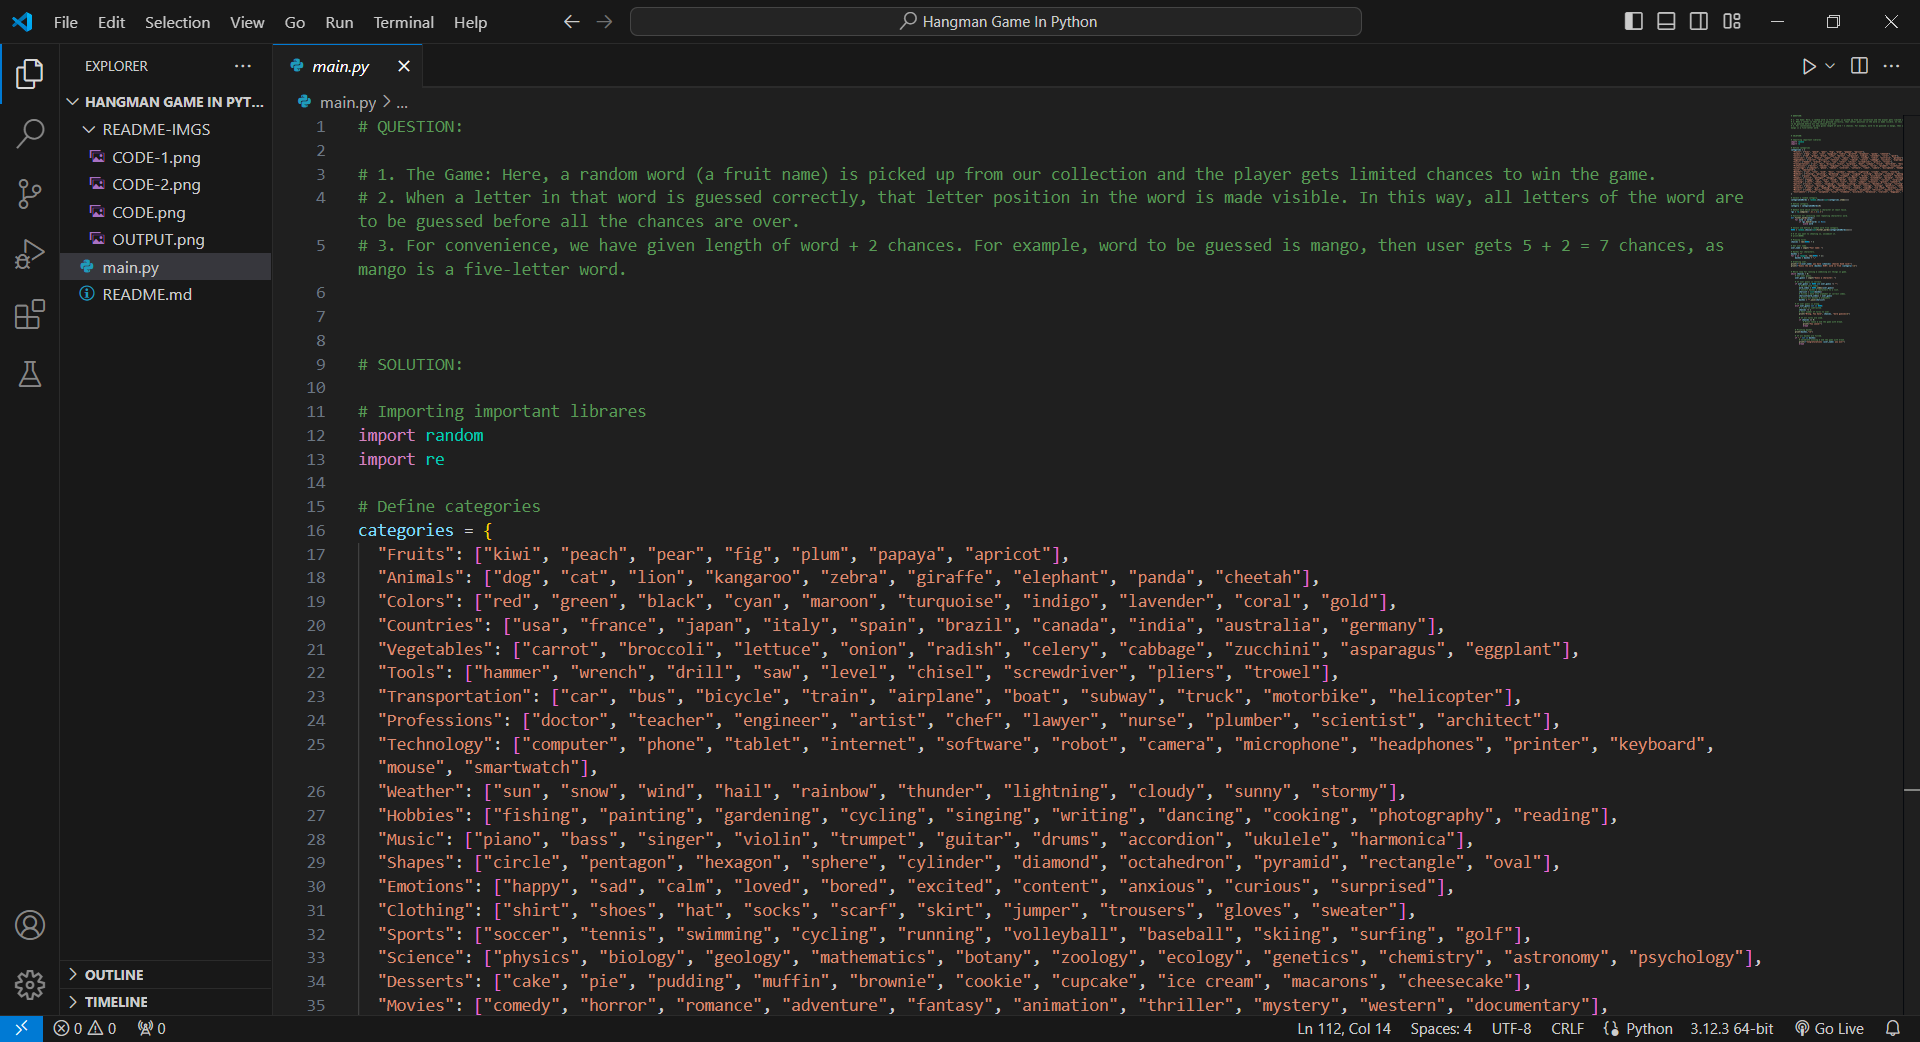 File Edit Selection View Go Run Terminal Help
Hangman Game In Python
EXPLORER
HANGMAN GAME IN PYT...
README-IMGS
CODE-1.png
CODE-2.png
CODE.png
OUTPUT.png
main.py
README.md
OUTLINE
TIMELINE
main.py
main.py > ...
1 # QUESTION:
2
3 # 1. The Game: Here, a random word (a fruit name) is picked up from our collection and the player gets limited chances to win the game.
4 # 2. When a letter in that word is guessed correctly, that letter position in the word is made visible. In this way, all letters of the word are
to be guessed before all the chances are over.
5 # 3. For convenience, we have given length of word + 2 chances. For example, word to be guessed is mango, then user gets 5 + 2 = 7 chances, as
mango is a five-letter word.
6
7
8
9 # SOLUTION:
10
11 # Importing important librares
12 import random
13 import re
14
15 # Define categories
16 categories = {
17 "Fruits": ["kiwi", "peach", "pear", "fig", "plum", "papaya", "apricot"],
18 "Animals": ["dog", "cat", "lion", "kangaroo", "zebra", "giraffe", "elephant", "panda", "cheetah"],
19 "Colors": ["red", "green", "black", "cyan", "maroon", "turquoise", "indigo", "lavender", "coral", "gold"],
20 "Countries": ["usa", "france", "japan", "italy", "spain", "brazil", "canada", "india", "australia", "germany"],
21 "Vegetables": ["carrot", "broccoli", "lettuce", "onion", "radish", "celery", "cabbage", "zucchini", "asparagus", "eggplant"],
22 "Tools": ["hammer", "wrench", "drill", "saw", "level", "chisel", "screwdriver", "pliers", "trowel"],
23 "Transportation": ["car", "bus", "bicycle", "train", "airplane", "boat", "subway", "truck", "motorbike", "helicopter"],
24 "Professions": ["doctor", "teacher", "engineer", "artist", "chef", "lawyer", "nurse", "plumber", "scientist", "architect"],
25 "Technology": ["computer", "phone", "tablet", "internet", "software", "robot", "camera", "microphone", "headphones", "printer", "keyboard",
"mouse", "smartwatch"],
26 "Weather": ["sun", "snow", "wind", "hail", "rainbow", "thunder", "lightning", "cloudy", "sunny", "stormy"],
27 "Hobbies": ["fishing", "painting", "gardening", "cycling", "singing", "writing", "dancing", "cooking", "photography", "reading"],
28 "Music": ["piano", "bass", "singer", "violin", "trumpet", "guitar", "drums", "accordion", "ukulele", "harmonica"],
29 "Shapes": ["circle", "pentagon", "hexagon", "sphere", "cylinder", "diamond", "octahedron", "pyramid", "rectangle", "oval"],
30 "Emotions": ["happy", "sad", "calm", "loved", "bored", "excited", "content", "anxious", "curious", "surprised"],
31 "Clothing": ["shirt", "shoes", "hat", "socks", "scarf", "skirt", "jumper", "trousers", "gloves", "sweater"],
32 "Sports": ["soccer", "tennis", "swimming", "cycling", "running", "volleyball", "baseball", "skiing", "surfing", "golf"],
33 "Science": ["physics", "biology", "geology", "mathematics", "botany", "zoology", "ecology", "genetics", "chemistry", "astronomy", "psychology"],
34 "Desserts": ["cake", "pie", "pudding", "muffin", "brownie", "cookie", "cupcake", "ice cream", "macarons", "cheesecake"],
35 "Movies": ["comedy", "horror", "romance", "adventure", "fantasy", "animation", "thriller", "mystery", "western", "documentary"],
0 0 0
Ln 112, Col 14 Spaces: 4 UTF-8 CRLF Python 3.12.3 64-bit Go Live